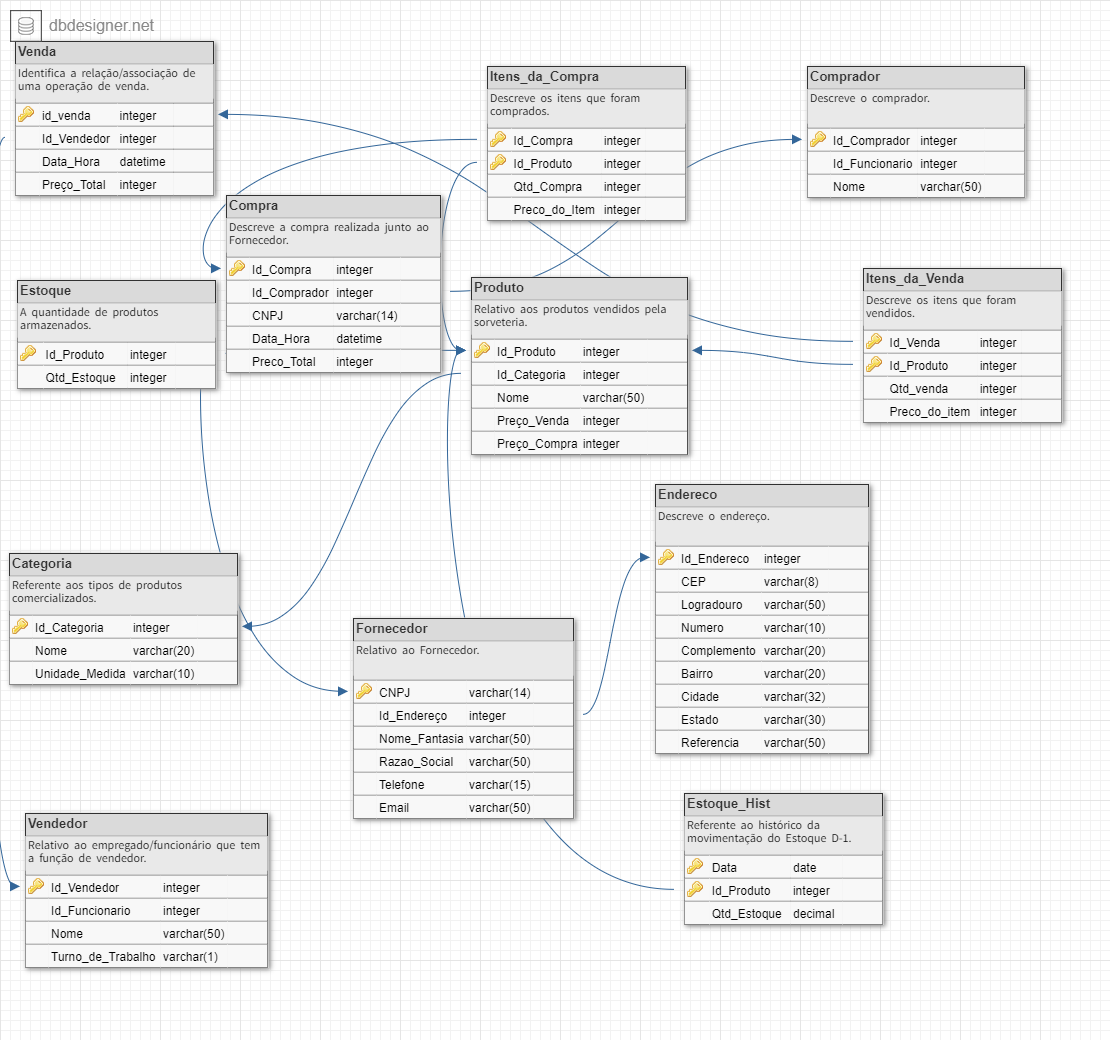 dbdesigner.net
Venda
Identifica a relação/associação de
uma operação de venda.
id_venda integer
Id_Vendedor integer
Data_Hora datetime
Preço_Total integer
Itens_da_Compra
Descreve os itens que foram
comprados.
Id_Compra integer
Id_Produto integer
Qtd_Compra integer
Preco_do_Item integer
Comprador
Descreve o comprador.
Id_Comprador integer
Id_Funcionario integer
Nome varchar(50)
Compra
Descreve a compra realizada junto ao
Fornecedor.
Id_Compra integer
Id_Comprador integer
CNPJ varchar(14)
Data_Hora datetime
Preco_Total integer
Estoque
A quantidade de produtos
armazenados.
Id_Produto integer
Qtd_Estoque integer
Produto
Relativo aos produtos vendidos pela
sorveteria.
Id_Produto integer
Id_Categoria integer
Nome varchar(50)
Preço_Venda integer
Preço_Compra integer
Itens_da_Venda
Descreve os itens que foram
vendidos.
Id_Venda integer
Id_Produto integer
Qtd_venda integer
Preco_do_item integer
Endereco
Descreve o endereço.
Id_Endereco integer
CEP varchar(8)
Logradouro varchar(50)
Numero varchar(10)
Complemento varchar(20)
Bairro varchar(20)
Cidade varchar(32)
Estado varchar(30)
Referencia varchar(50)
Categoria
Referente aos tipos de produtos
comercializados.
Id_Categoria integer
Nome varchar(20)
Unidade_Medida varchar(10)
Fornecedor
Relativo ao Fornecedor.
CNPJ varchar(14)
Id_Endereço integer
Nome_Fantasia varchar(50)
Razao_Social varchar(50)
Telefone varchar(15)
Email varchar(50)
Estoque_Hist
Referente ao histórico da
movimentação do Estoque D-1.
Data date
Id_Produto integer
Qtd_Estoque decimal
Vendedor
Relativo ao empregado/funcionário que tem
a função de vendedor.
Id_Vendedor integer
Id_Funcionario integer
Nome varchar(50)
Turno_de_Trabalho varchar(1)